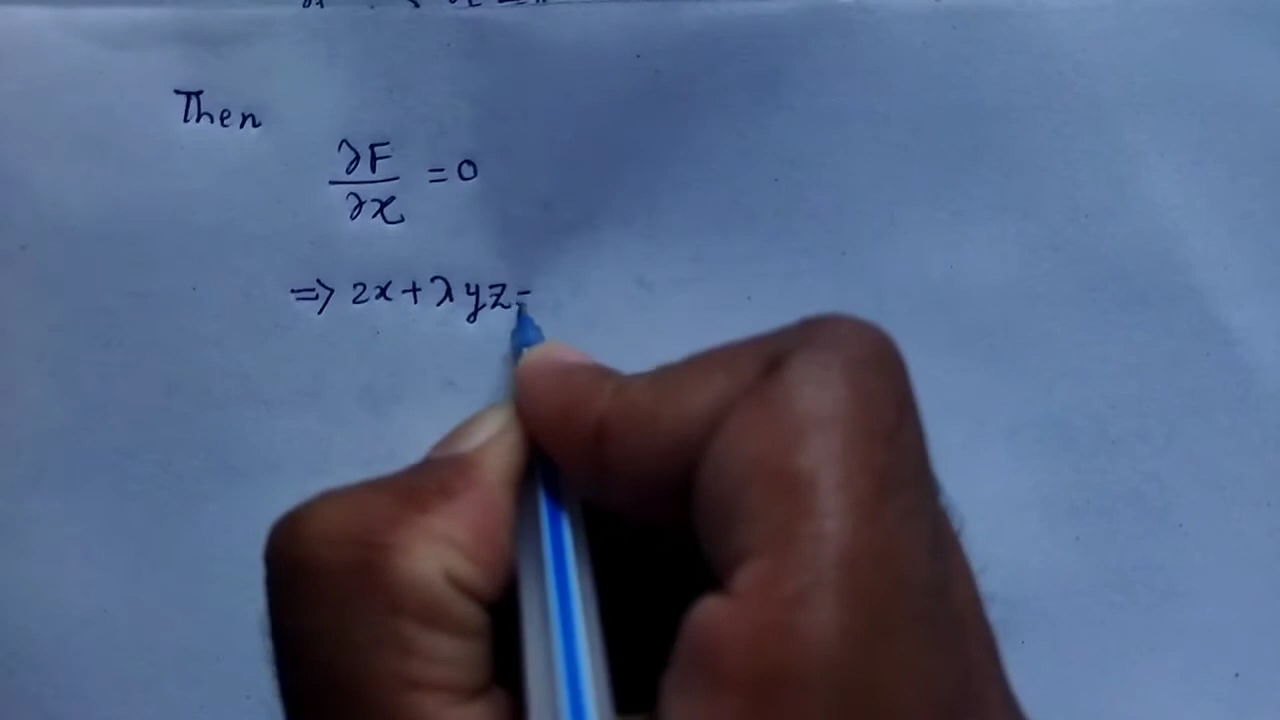 Then
∂F/∂x = 0
⇒ 2x + λyz =